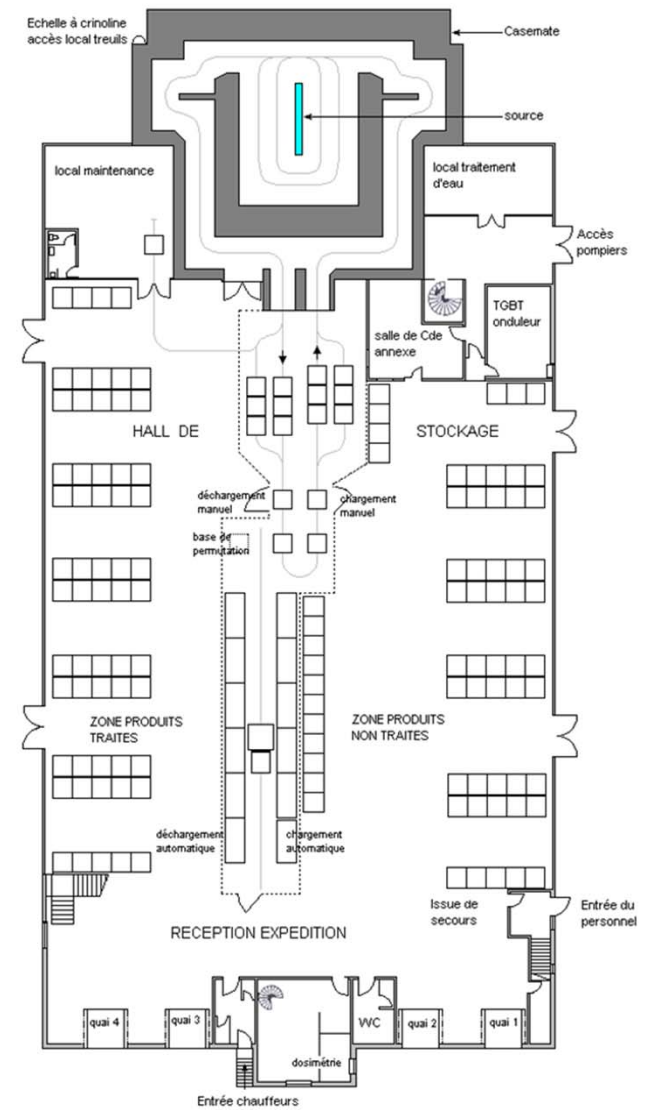 Echelle à crinoline
accès local treuils
Casemate
source
local maintenance
local traitement
d'eau
Accès
pompiers
TGBT
onduleur
salle de Cde
annexe
HALL DE
STOCKAGE
déchargement
manuel
chargement
manuel
base de
permutation
ZONE PRODUITS
TRAITES
ZONE PRODUITS
NON TRAITES
déchargement
automatique
chargement
automatique
Issue de
secours
Entrée du
personnel
RECEPTION EXPEDITION
quai 4
quai 3
WC
quai 2
quai 1
dosimétrie
Entrée chauffeurs